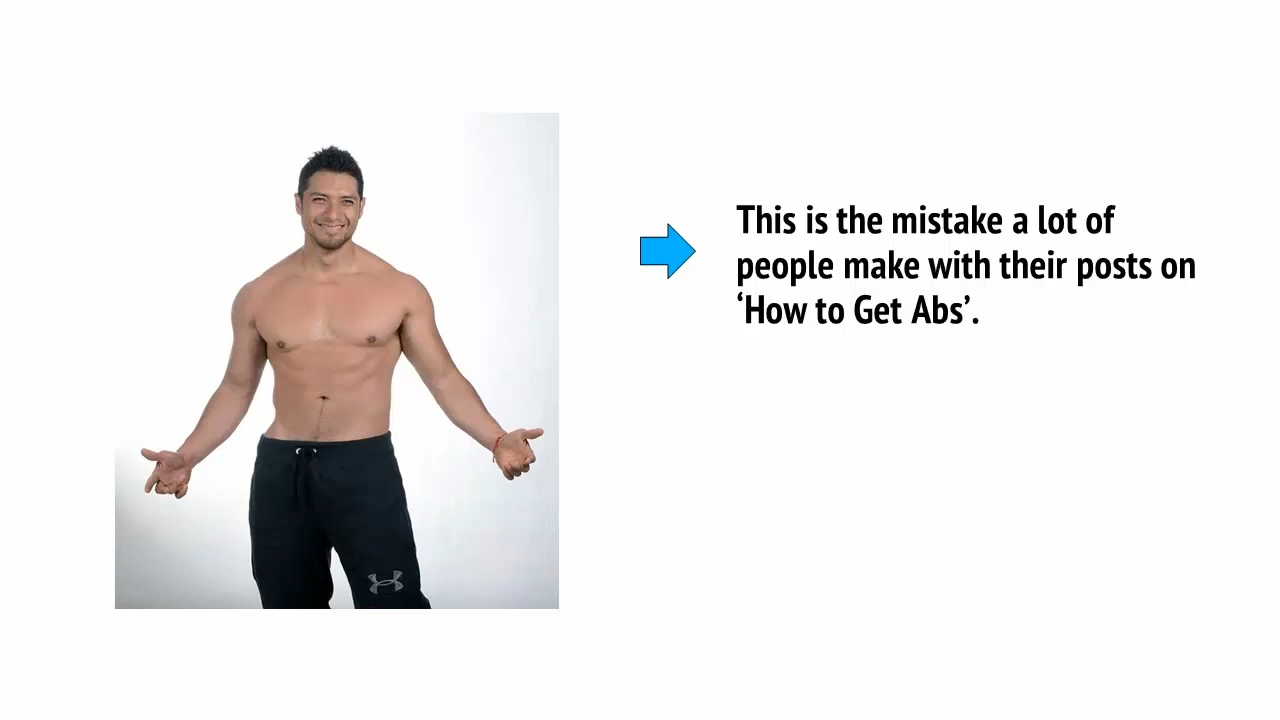 This is the mistake a lot of
people make with their posts on
‘How to Get Abs’.